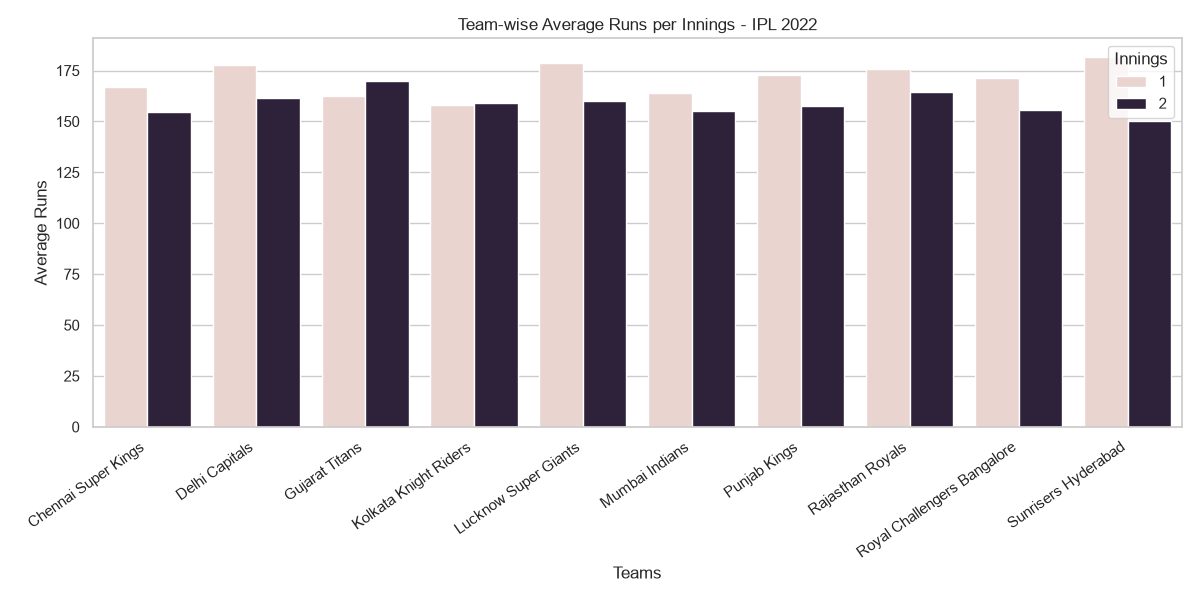 Team-wise Average Runs per Innings - IPL 2022
Average Runs
175
150
125
100
75
50
25
0
Innings
1
2
Chennai Super Kings
Delhi Capitals
Gujarat Titans
Kolkata Knight Riders
Lucknow Super Giants
Mumbai Indians
Punjab Kings
Rajasthan Royals
Royal Challengers Bangalore
Sunrisers Hyderabad
Teams